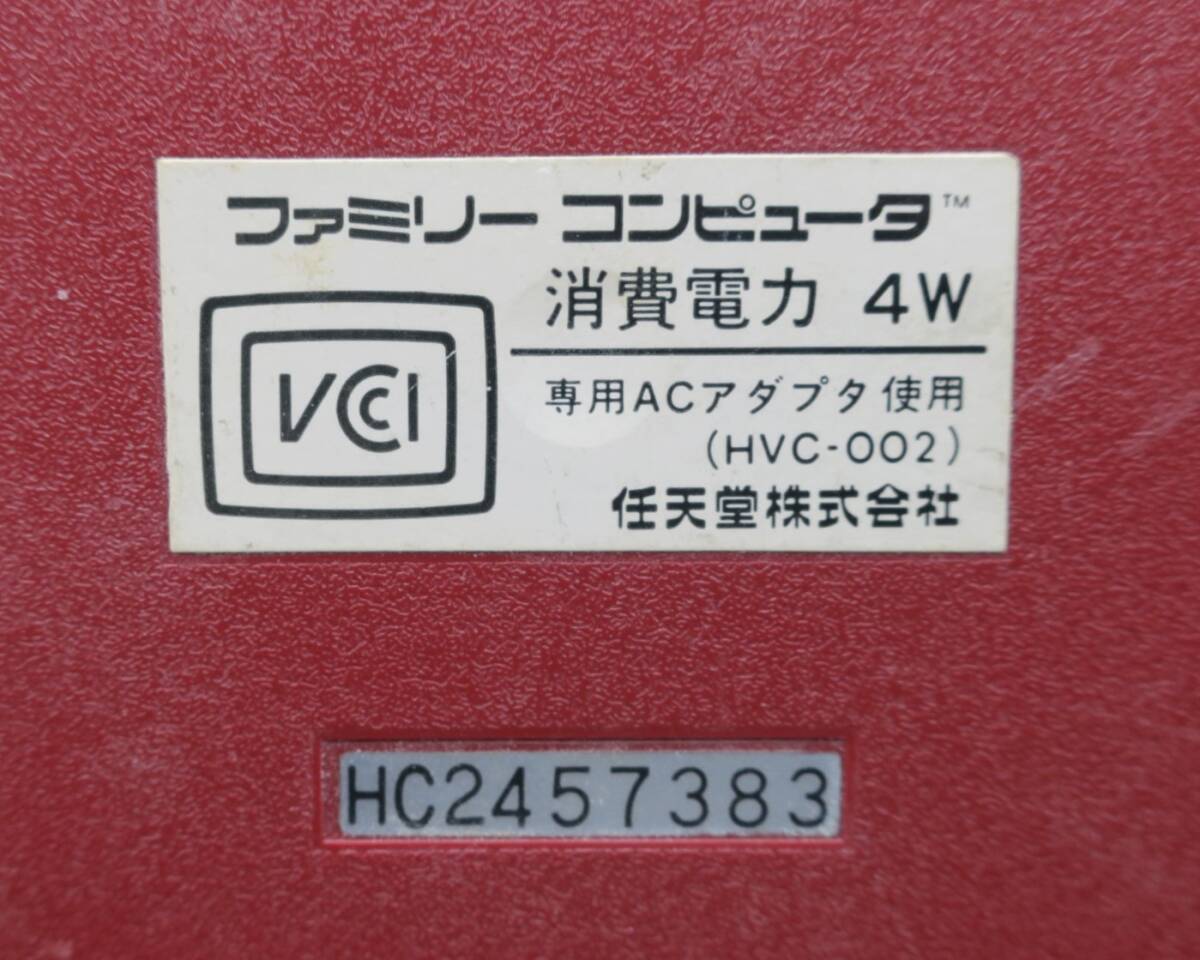 ファミリー コンピュータ™
消費電力 4W
VCCI
専用ACアダプタ使用
(HVC-002)
任天堂株式会社
HC2457383